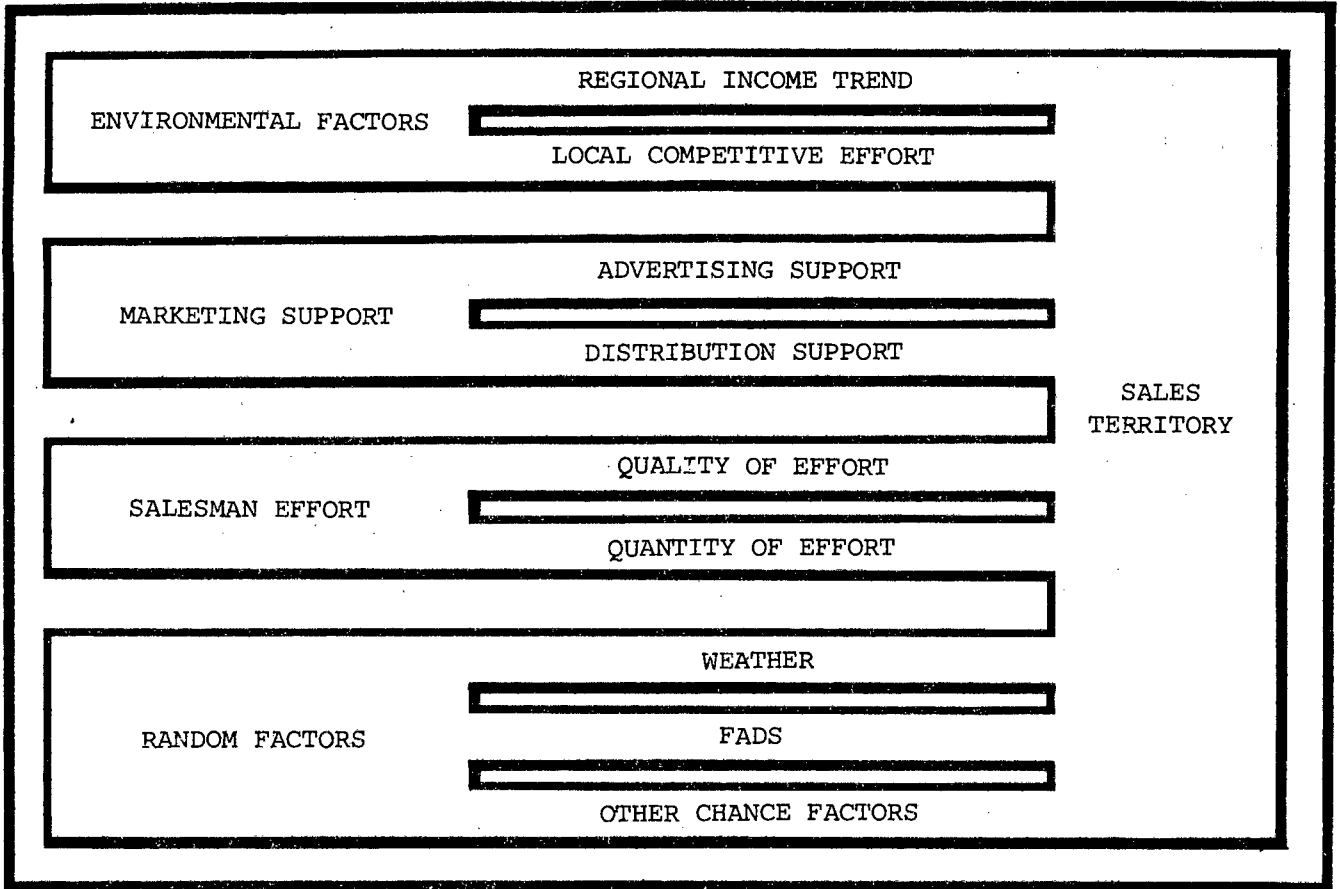 REGIONAL INCOME TREND
ENVIRONMENTAL FACTORS
LOCAL COMPETITIVE EFFORT
ADVERTISING SUPPORT
MARKETING SUPPORT
DISTRIBUTION SUPPORT
SALES
TERRITORY
QUALITY OF EFFORT
SALESMAN EFFORT
QUANTITY OF EFFORT
WEATHER
RANDOM FACTORS
FADS
OTHER CHANCE FACTORS